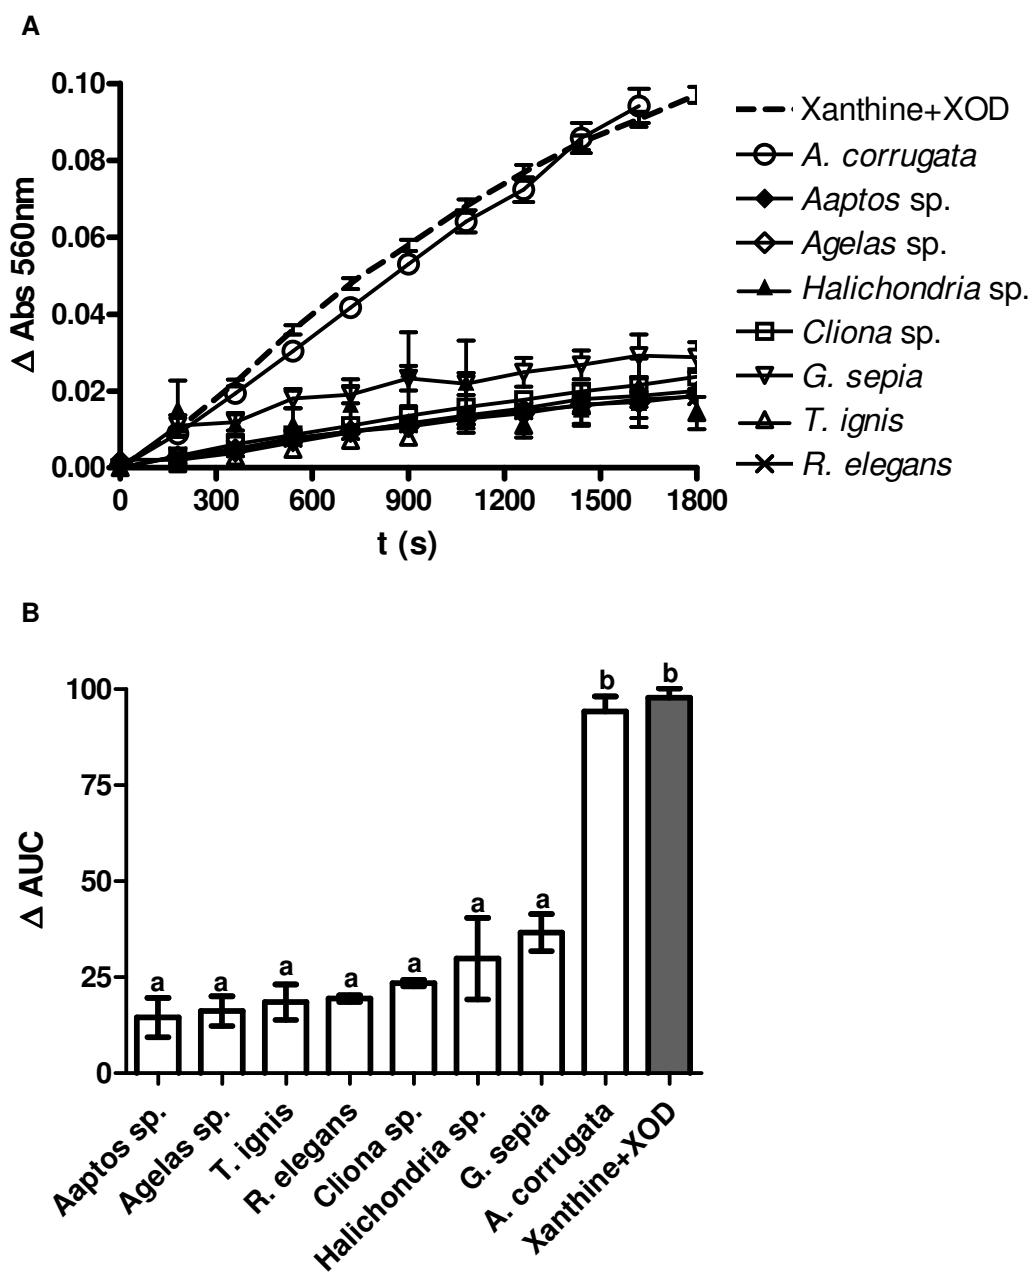 A
0.10
0.08
0.06
0.04
0.02
0.00
Δ Abs 560nm
0 300 600 900 1200 1500 1800
t (s)
Xanthine+XOD
A. corrugata
Aaptos sp.
Agelas sp.
Halichondria sp.
Cliona sp.
G. sepia
T. ignis
R. elegans
B
100
75
50
25
0
Δ AUC
a a a a a a a b b
Aaptos sp.
Agelas sp.
T. ignis
R. elegans
Cliona sp.
Halichondria sp.
G. sepia
A. corrugata
Xanthine+XOD